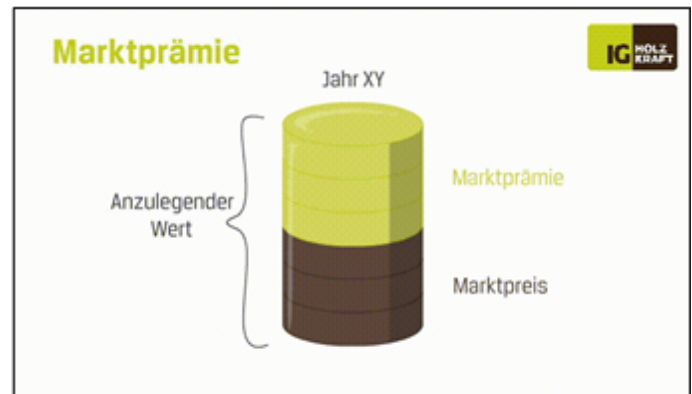 Marktprämie
IG HOLZ
KRAFT
Jahr XY
Anzulegender
Wert
Marktprämie
Marktpreis